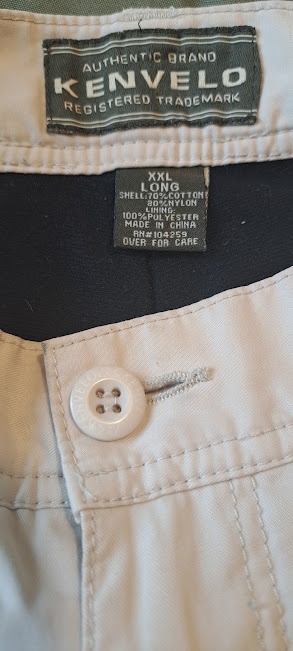 AUTHENTIC BRAND
KENVELO
REGISTERED TRADEMARK
XXL
LONG
SHELL:70%COTTON
30%NYLON
LINING:
100%POLYESTER
MADE IN CHINA
RN#104259
OVER FOR CARE